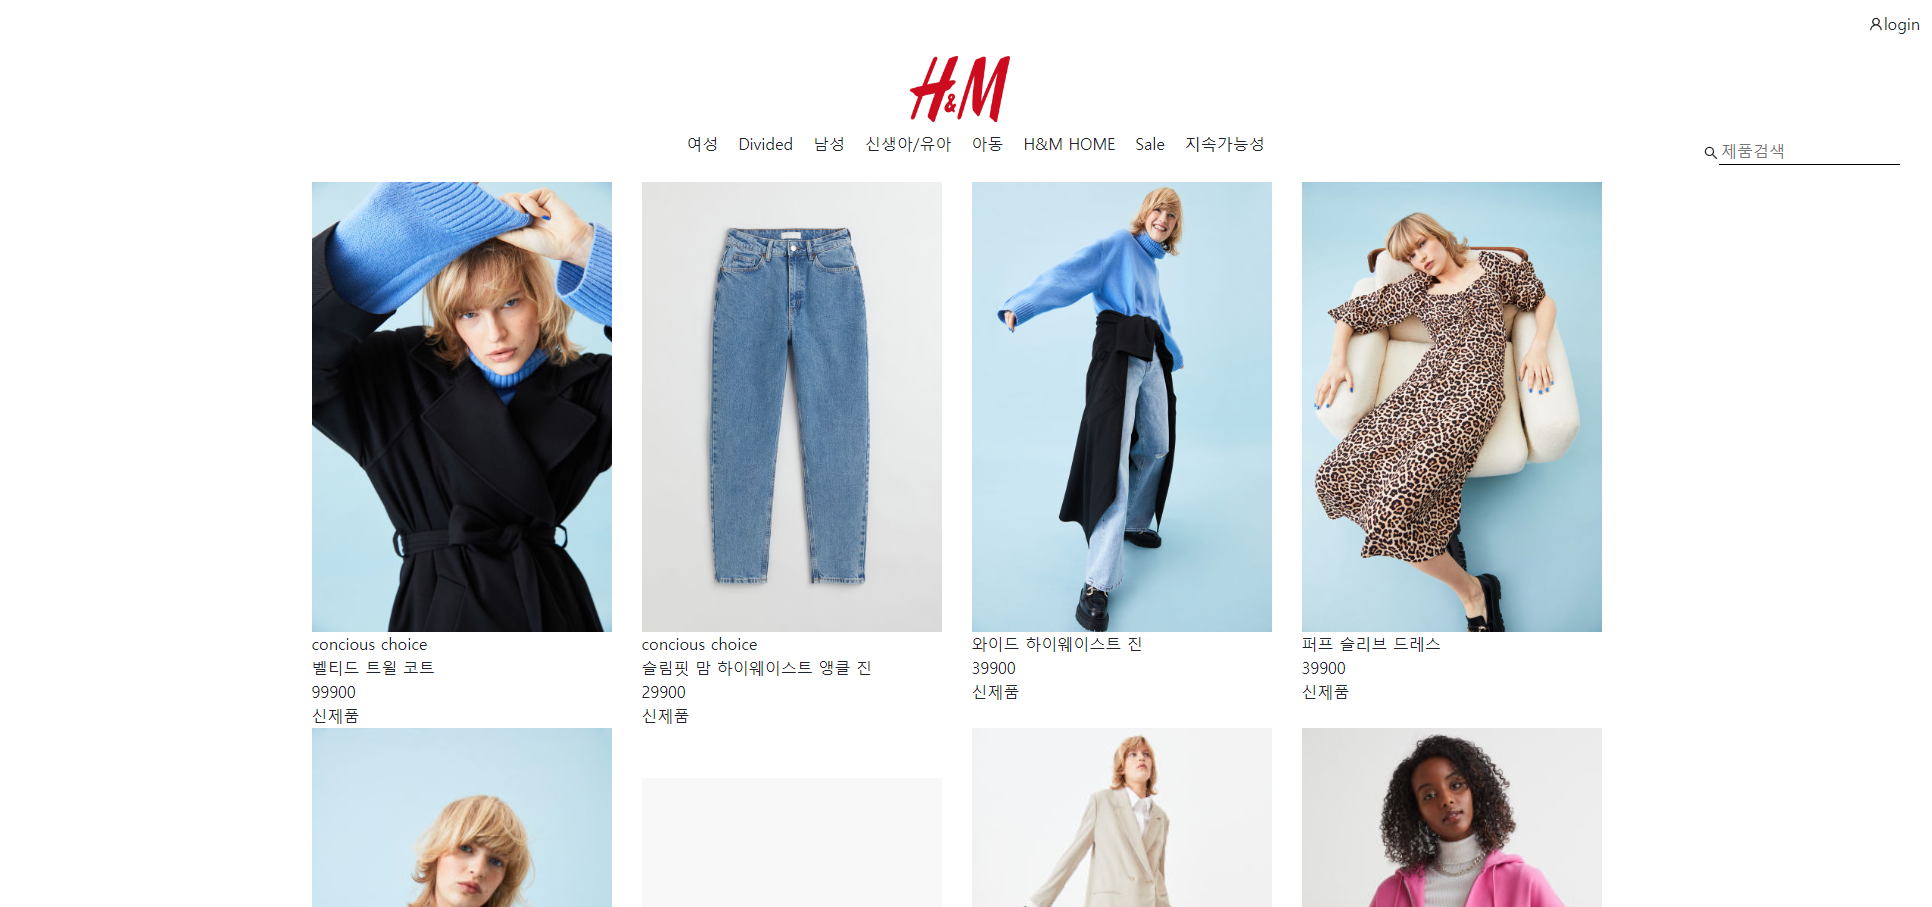 login
H&M
여성 Divided 남성 신생아/유아 아동 H&M HOME Sale 지속가능성
제품검색
concious choice
벨티드 트윌 코트
99900
신제품
concious choice
슬림핏 맘 하이웨이스트 앵클 진
29900
신제품
와이드 하이웨이스트 진
39900
신제품
퍼프 슬리브 드레스
39900
신제품